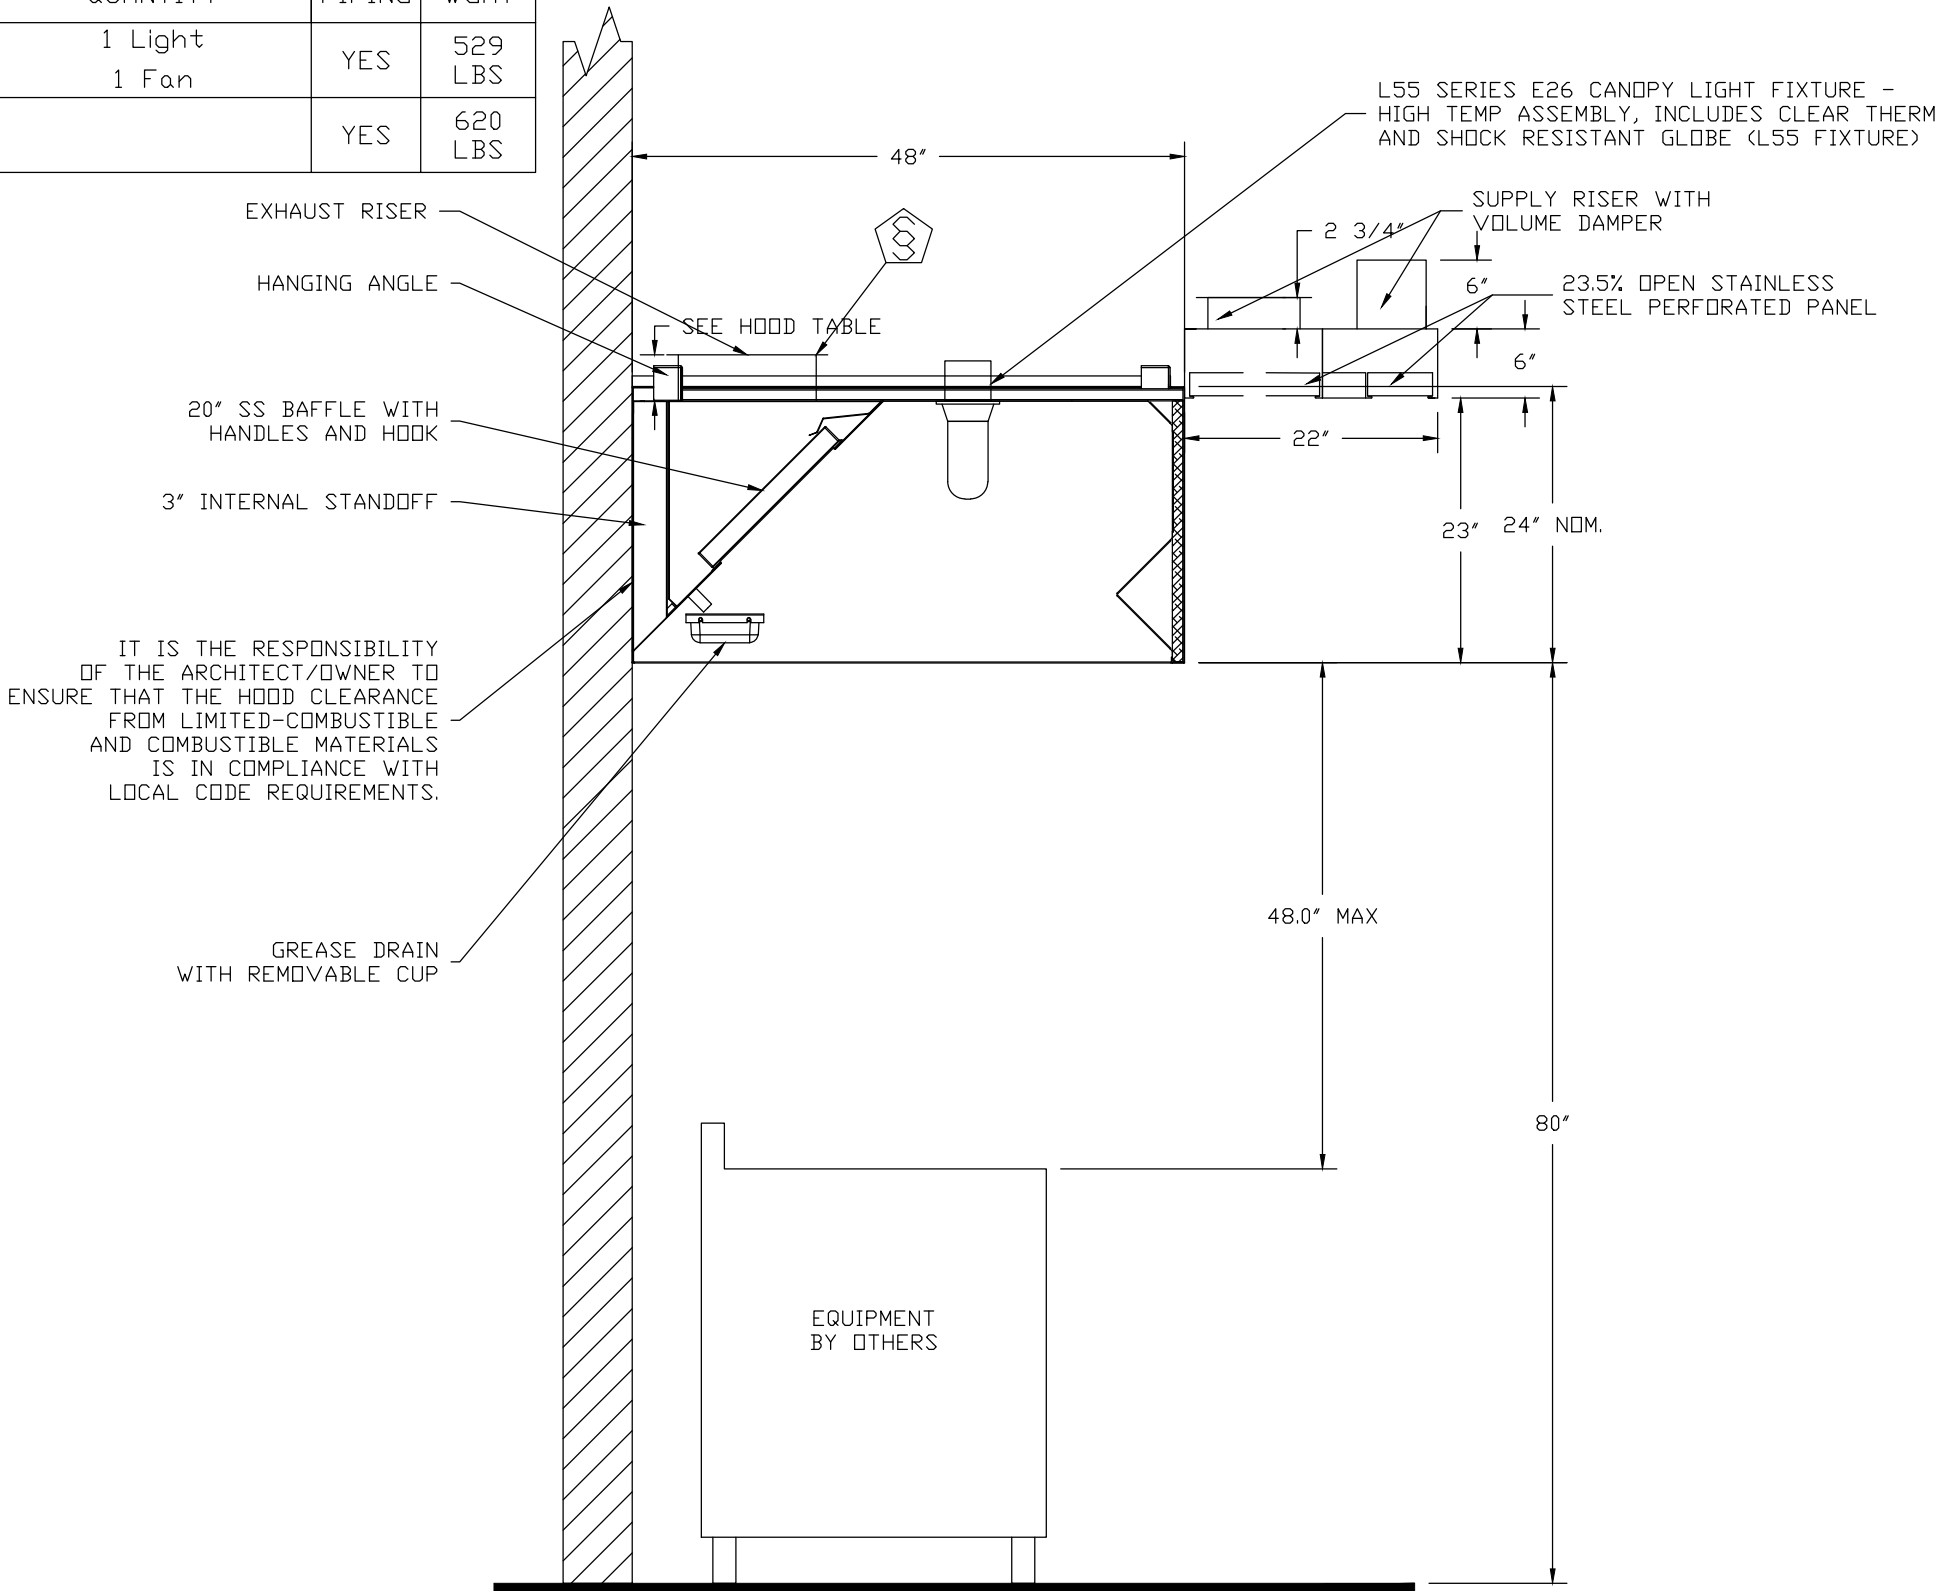 QUANTITY PIPING WGHT
1 Light
1 Fan
YES
529
LBS
YES
620
LBS
L55 SERIES E26 CANOPY LIGHT FIXTURE -
HIGH TEMP ASSEMBLY, INCLUDES CLEAR THERM
AND SHOCK RESISTANT GLOBE (L55 FIXTURE)
48"
EXHAUST RISER
SUPPLY RISER WITH
VOLUME DAMPER
2 3/4"
HANGING ANGLE
6"
23.5% OPEN STAINLESS
STEEL PERFORATED PANEL
SEE HOOD TABLE
6"
20" SS BAFFLE WITH
HANDLES AND HOOK
22"
3" INTERNAL STANDOFF
23"
24" NOM.
IT IS THE RESPONSIBILITY
OF THE ARCHITECT/OWNER TO
ENSURE THAT THE HOOD CLEARANCE
FROM LIMITED-COMBUSTIBLE
AND COMBUSTIBLE MATERIALS
IS IN COMPLIANCE WITH
LOCAL CODE REQUIREMENTS.
48.0" MAX
GREASE DRAIN
WITH REMOVABLE CUP
80"
EQUIPMENT
BY OTHERS